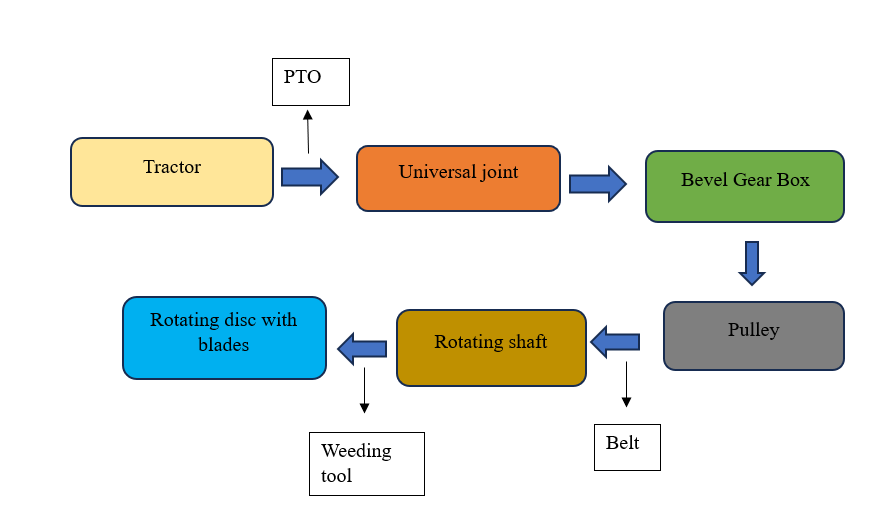 PTO
Tractor
Universal joint
Bevel Gear Box
Pulley
Rotating shaft
Rotating disc with
blades
Belt
Weeding
tool